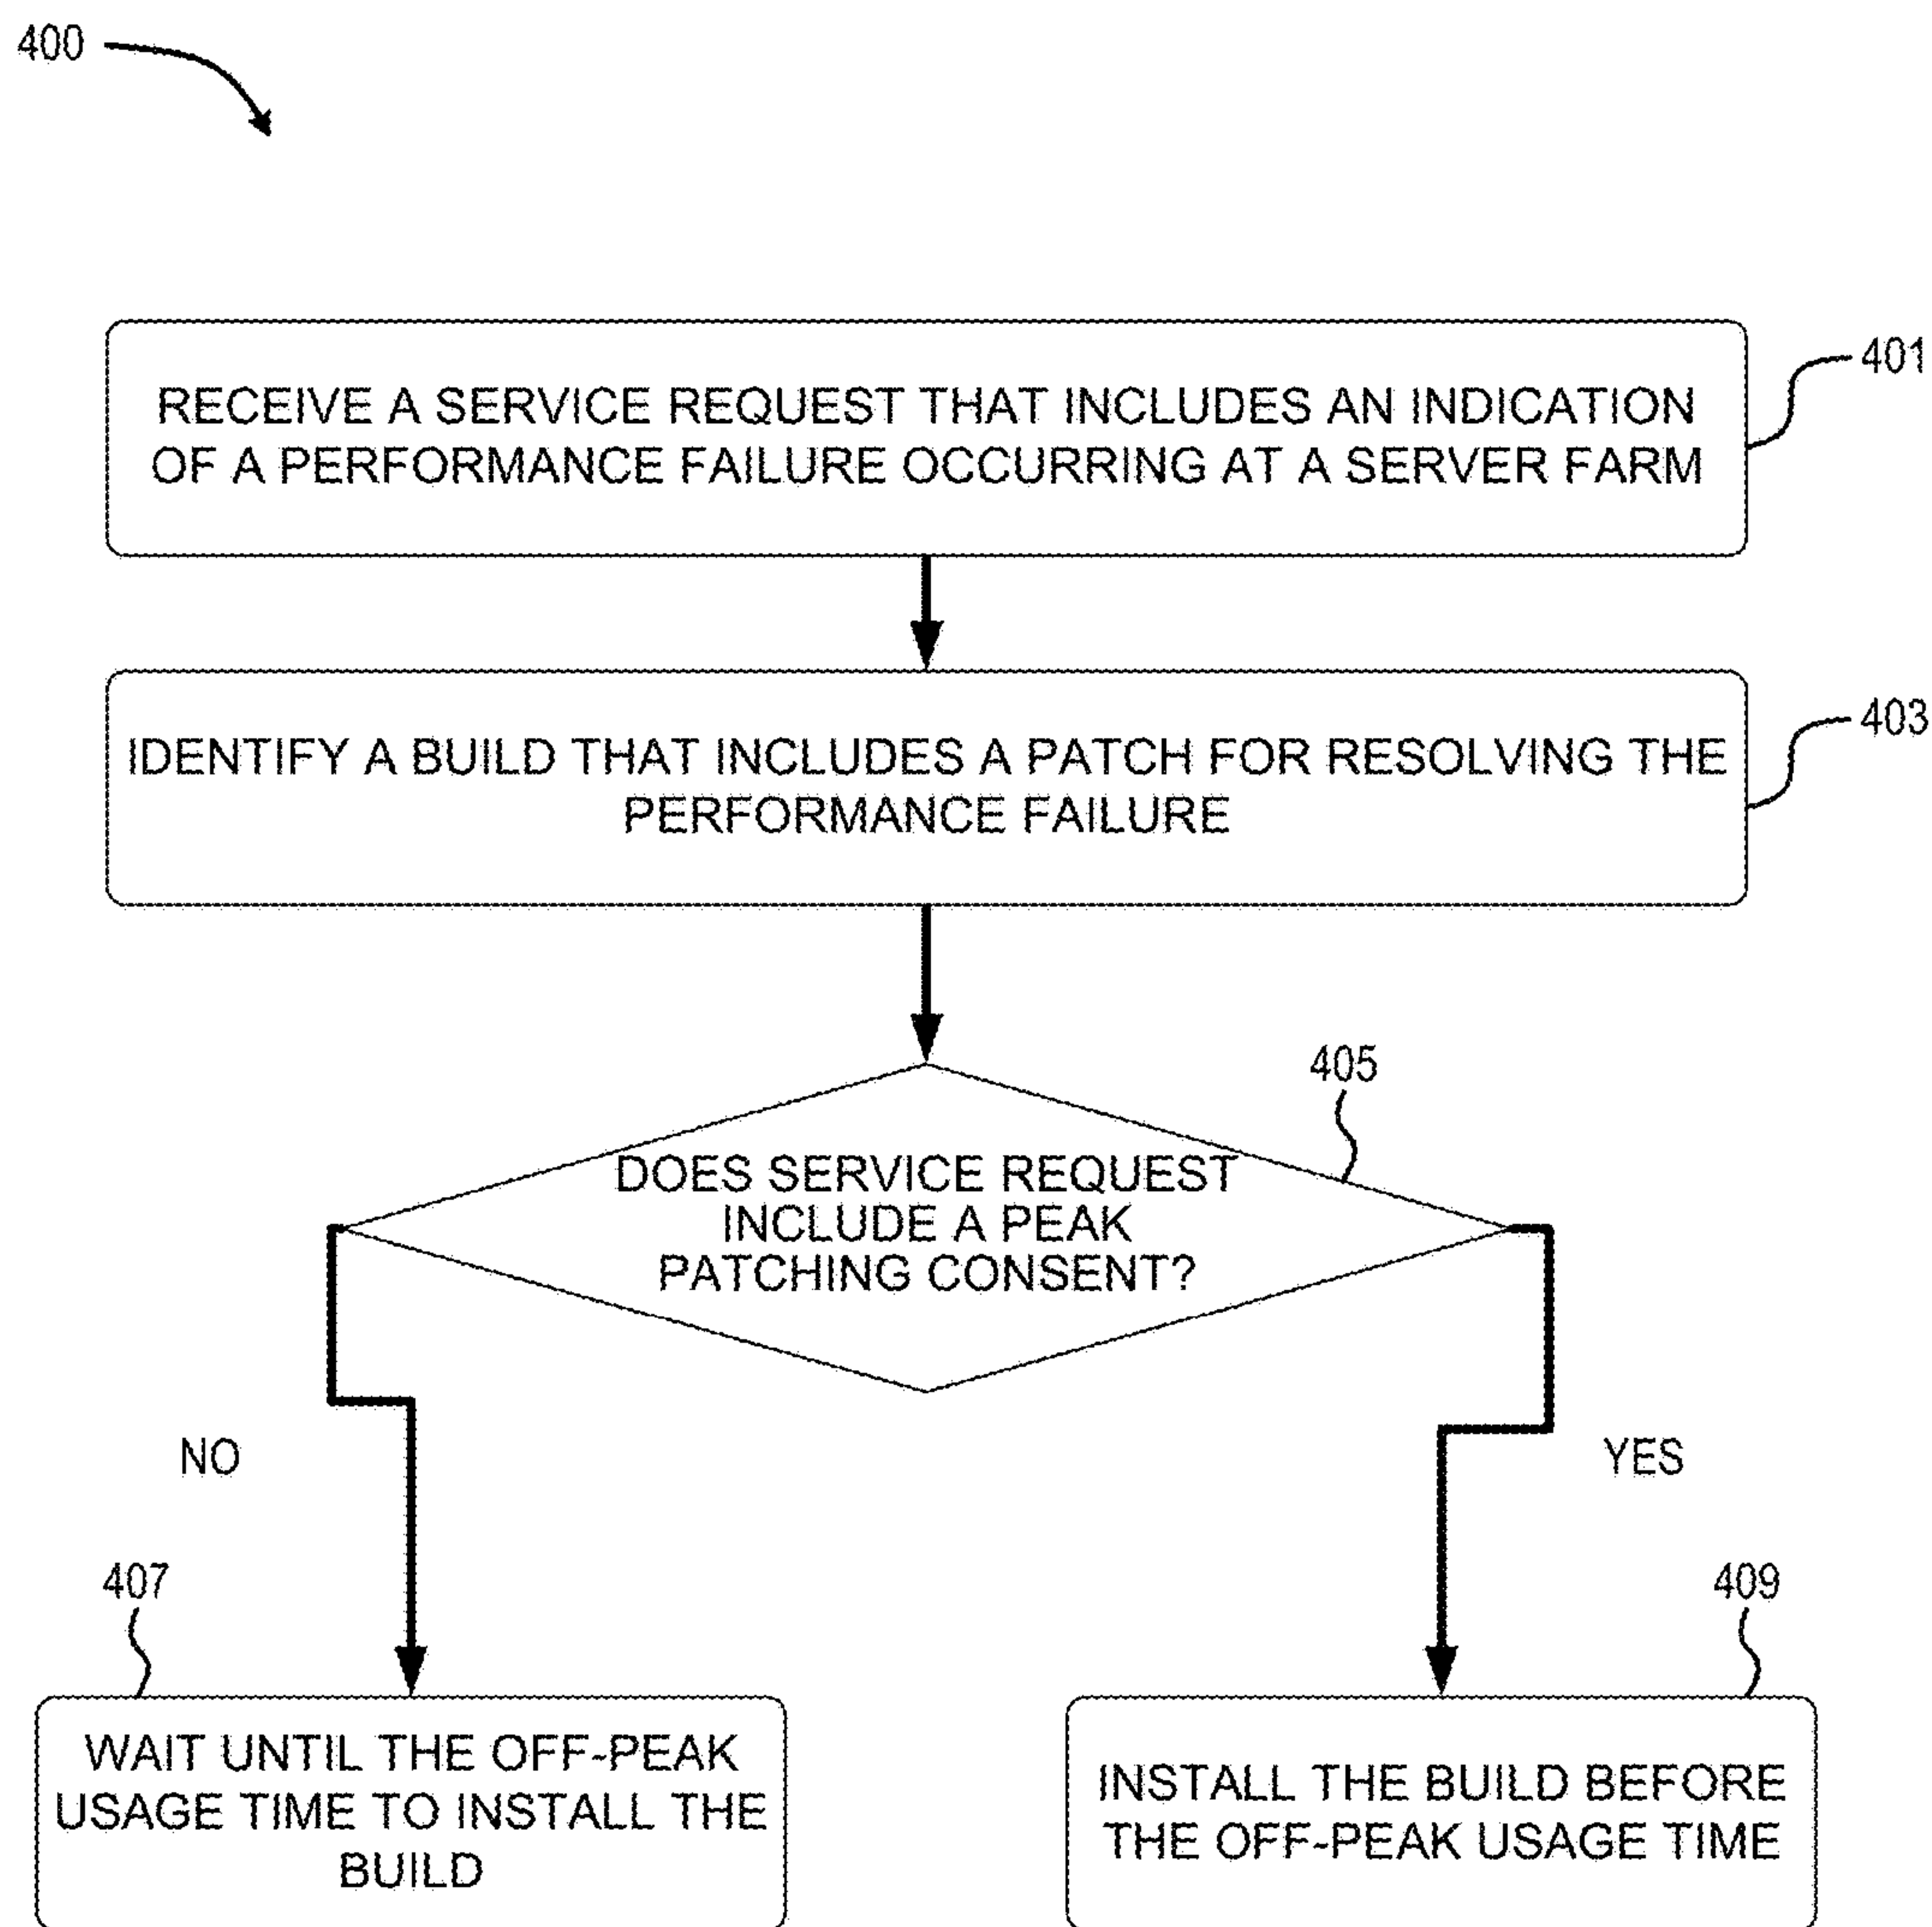 400
RECEIVE A SERVICE REQUEST THAT INCLUDES AN INDICATION
OF A PERFORMANCE FAILURE OCCURRING AT A SERVER FARM
401
IDENTIFY A BUILD THAT INCLUDES A PATCH FOR RESOLVING THE
PERFORMANCE FAILURE
403
405
DOES SERVICE REQUEST
INCLUDE A PEAK
PATCHING CONSENT?
NO
YES
407
WAIT UNTIL THE OFF-PEAK
USAGE TIME TO INSTALL THE
BUILD
409
INSTALL THE BUILD BEFORE
THE OFF-PEAK USAGE TIME